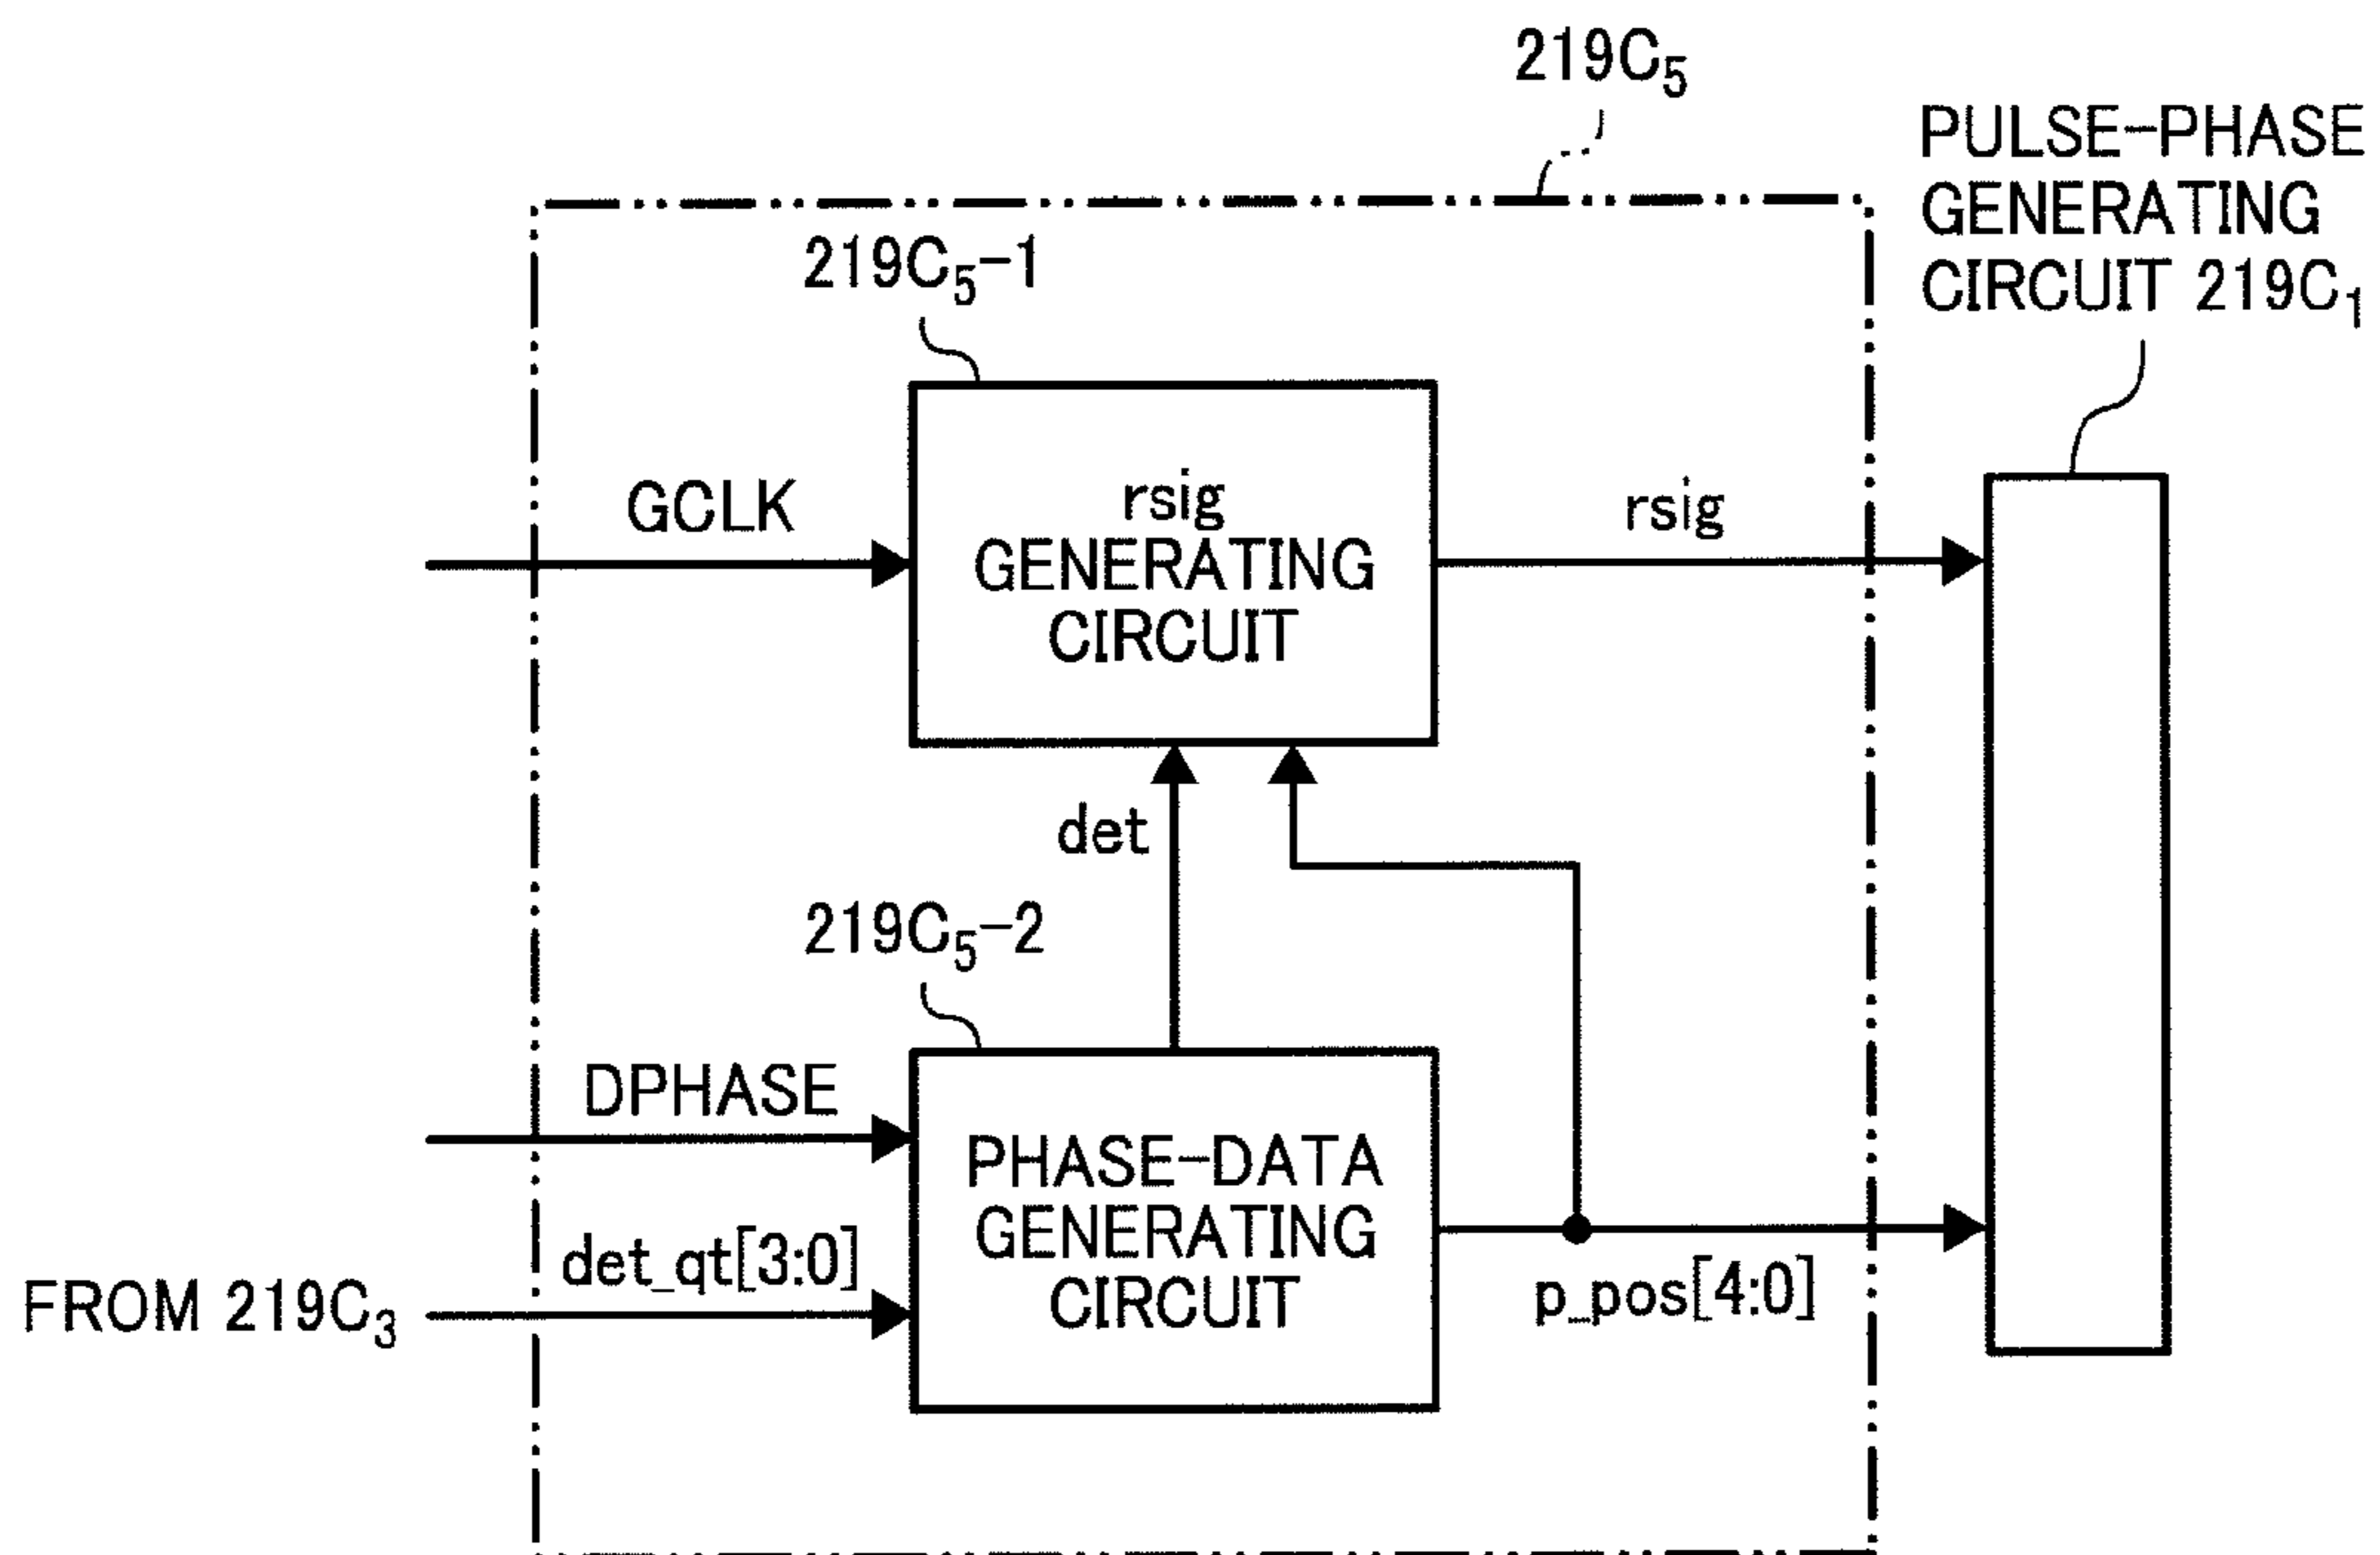 219C₅
PULSE-PHASE
GENERATING
CIRCUIT 219C₁
219C₅-1
GCLK
rsig
GENERATING
CIRCUIT
rsig
det
219C₅-2
DPHASE
PHASE-DATA
GENERATING
CIRCUIT
det_qt[3:0]
FROM 219C₃
p_pos[4:0]